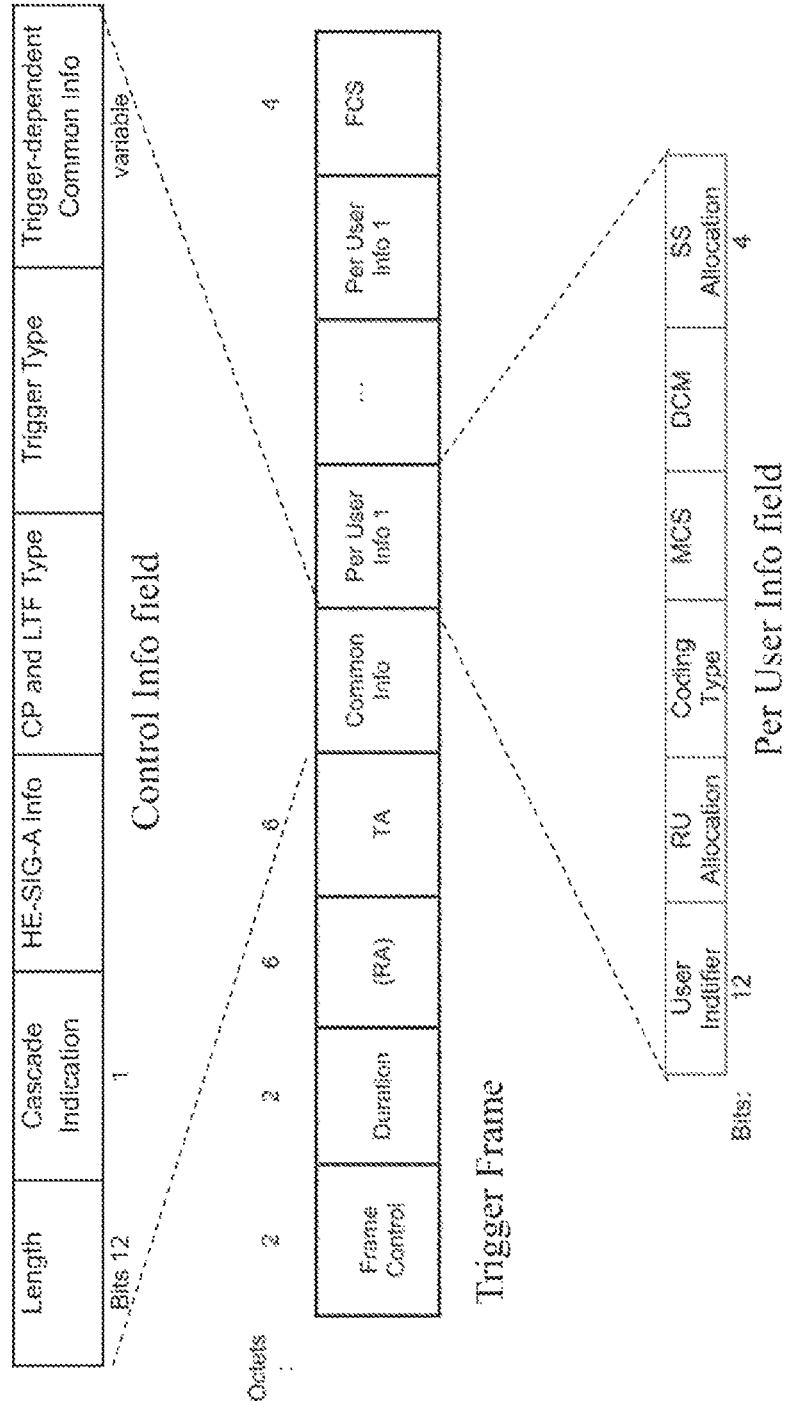 Length
Cascade
Indication
HE-SIG-A Info
CP and LTF Type
Trigger Type
Trigger-dependent
Common Info
Bits 12
1
variable
Control Info field
Octets
:
2
2
6
6
4
Frame
Control
Duration
(RA)
TA
Common
Info
Per User
Info 1
...
Per User
Info 1
FCS
Trigger Frame
User
Indtifier
RU
Allocation
Coding
Type
MCS
DCM
SS
Allocation
Bits:
12
4
Per User Info field